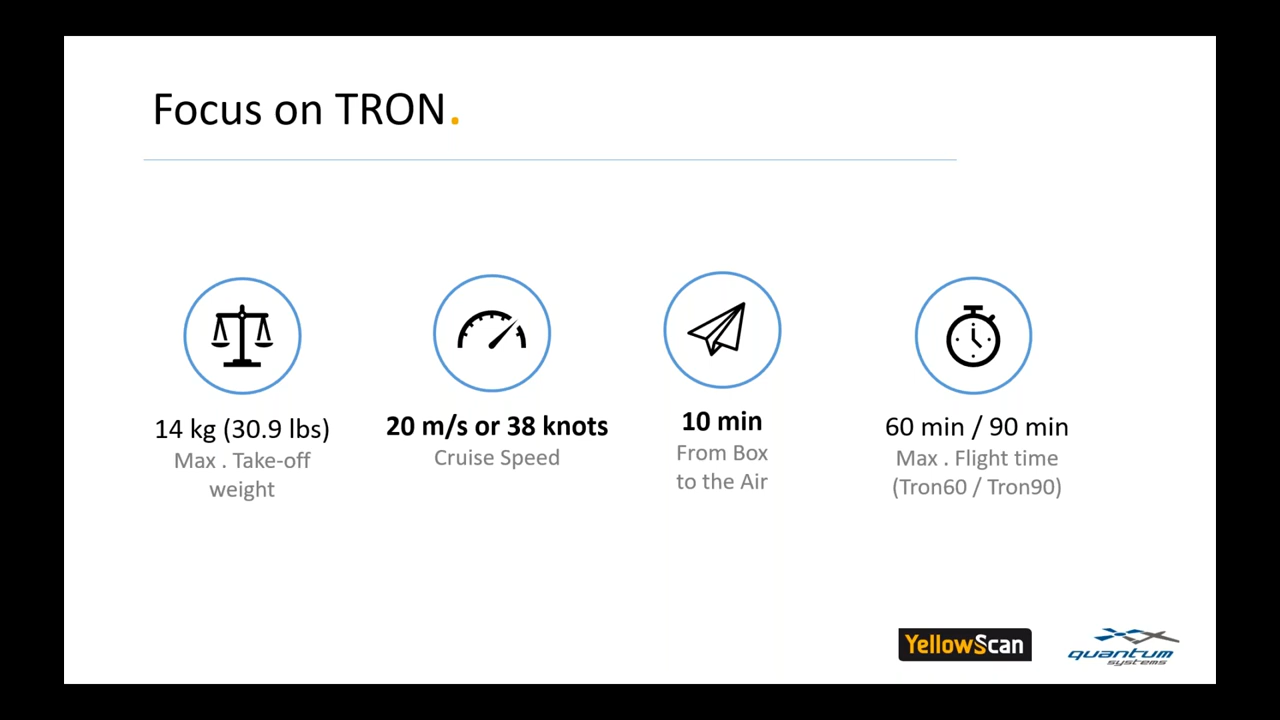 Focus on TRON.
14 kg (30.9 lbs)
Max . Take-off
weight
20 m/s or 38 knots
Cruise Speed
10 min
From Box
to the Air
60 min / 90 min
Max . Flight time
(Tron60 / Tron90)
YellowScan
quantum
systems